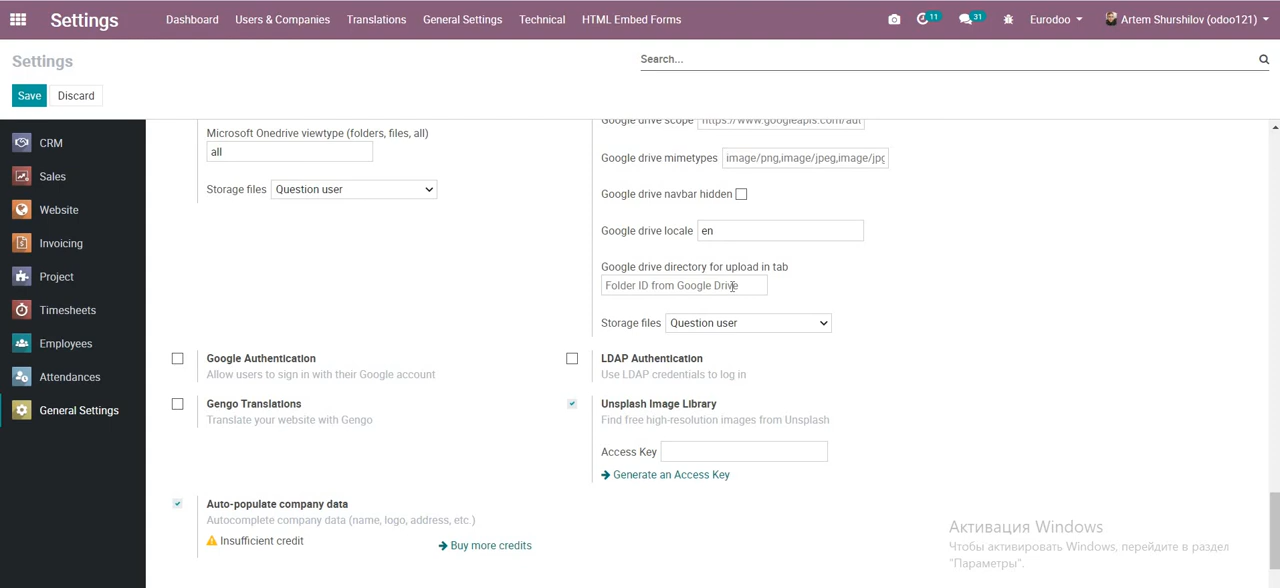 Settings
Dashboard
Users & Companies
Translations
General Settings
Technical
HTML Embed Forms
11
31
Eurodoo
Artem Shurshilov (odoo121)
Settings
Search...
Save
Discard
CRM
Sales
Website
Invoicing
Project
Timesheets
Employees
Attendances
General Settings
Microsoft Onedrive viewtype (folders, files, all)
all
Storage files
Question user
Google drive scope
https://www.googleapis.com/aut
Google drive mimetypes
image/png,image/jpeg,image/jpg
Google drive navbar hidden
Google drive locale
en
Google drive directory for upload in tab
Folder ID from Google Drive
Storage files
Question user
Google Authentication
Allow users to sign in with their Google account
LDAP Authentication
Use LDAP credentials to log in
Gengo Translations
Translate your website with Gengo
Unsplash Image Library
Find free high-resolution images from Unsplash
Access Key
Generate an Access Key
Auto-populate company data
Autocomplete company data (name, logo, address, etc.)
Insufficient credit
Buy more credits
Активация Windows
Чтобы активировать Windows, перейдите в раздел
"Параметры".